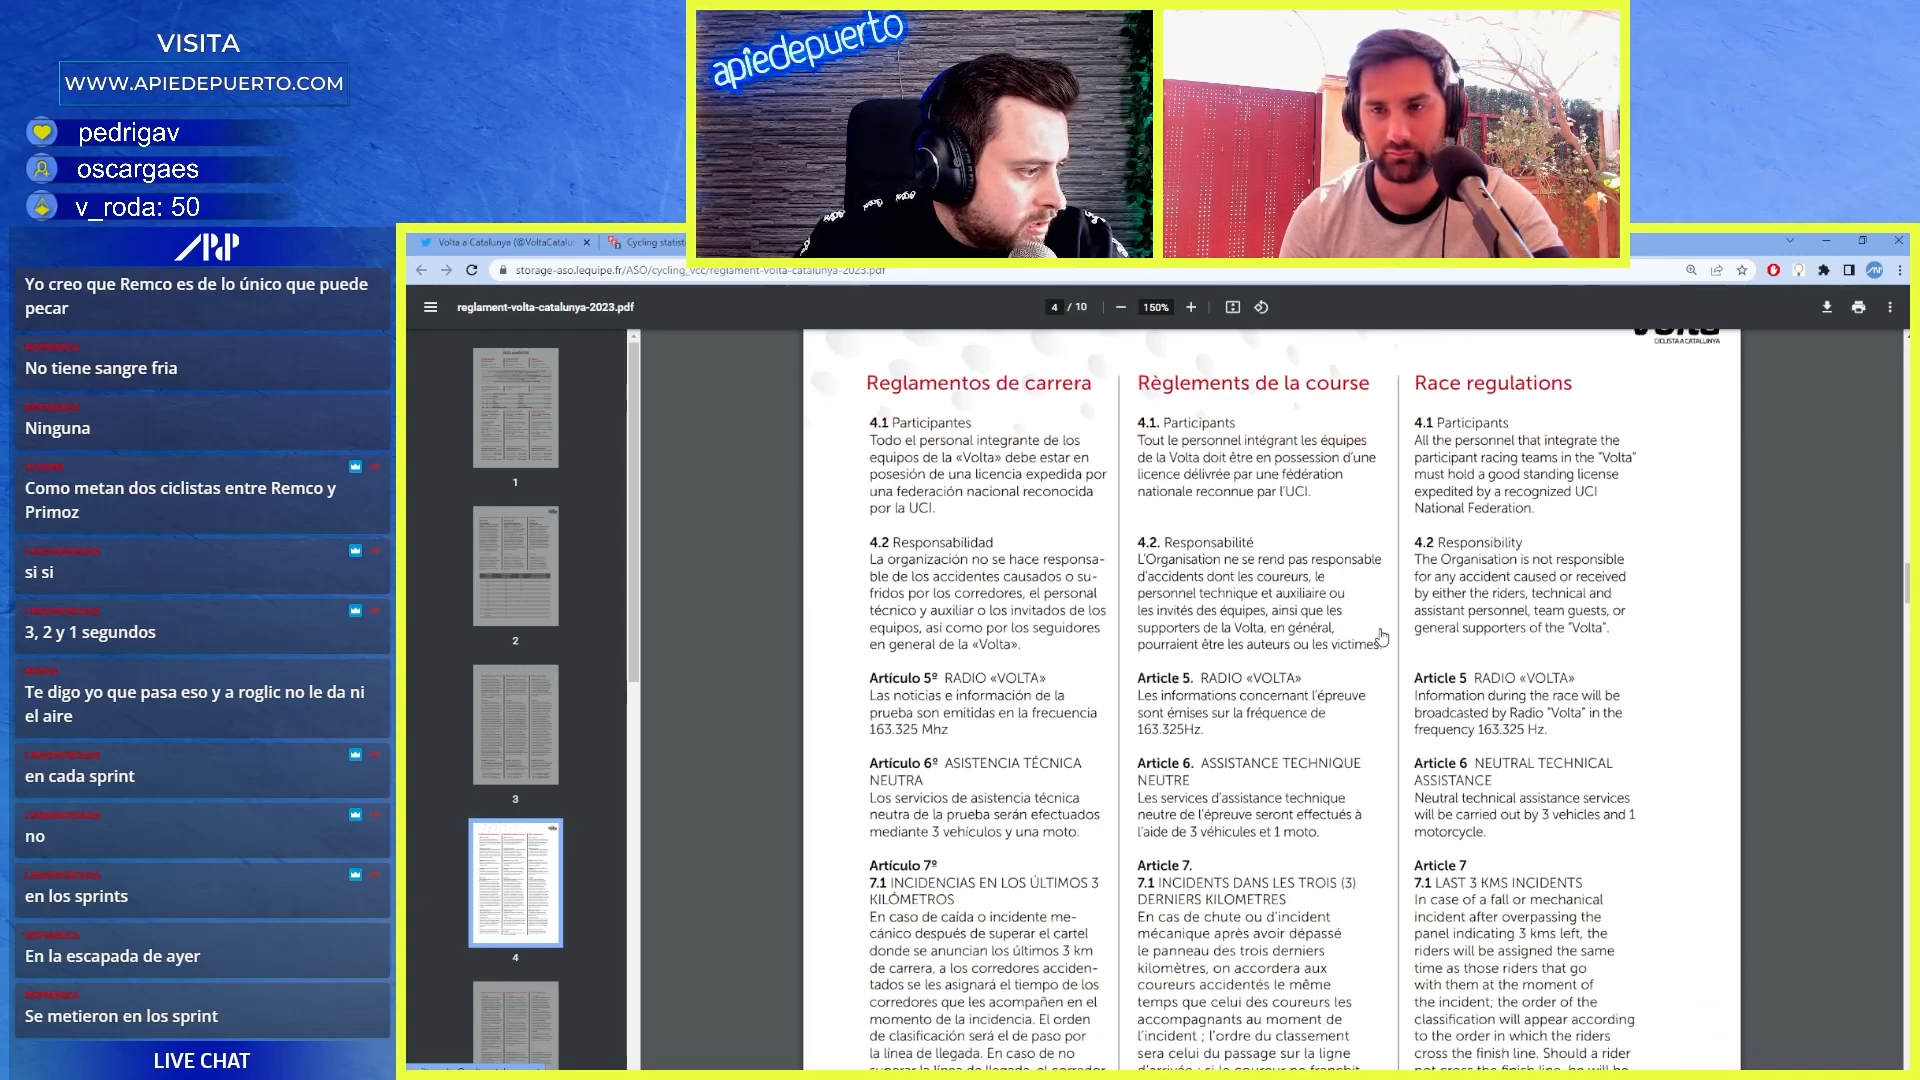 VISITA
WWW.APIEDEPUERTO.COM
pedrigav
oscargaes
v_roda: 50
Yo creo que Remco es de lo único que puede
pecar
No tiene sangre fria
Ninguna
Como metan dos ciclistas entre Remco y
Primoz
si si
3, 2 y 1 segundos
Te digo yo que pasa eso y a roglic no le da ni
el aire
en cada sprint
no
en los sprints
En la escapada de ayer
Se metieron en los sprint
LIVE CHAT
apiedepuerto
Volta a Catalunya (@VoltaCatalu
Cycling statist
storage-aso.lequipe.fr/ASO/cycling_vcc/reglament-volta-catalunya-2023.pdf
reglament-volta-catalunya-2023.pdf
4 / 10
150%
1
2
3
4
CICLISTA A CATALUNYA
Reglamentos de carrera
4.1 Participantes
Todo el personal integrante de los
equipos de la «Volta» debe estar en
posesión de una licencia expedida por
una federación nacional reconocida
por la UCI.
4.2 Responsabilidad
La organización no se hace responsa-
ble de los accidentes causados o su-
fridos por los corredores, el personal
técnico y auxiliar o los invitados de los
equipos, así como por los seguidores
en general de la «Volta».
Artículo 5º RADIO «VOLTA»
Las noticias e información de la
prueba son emitidas en la frecuencia
163.325 Mhz
Artículo 6º ASISTENCIA TÉCNICA
NEUTRA
Los servicios de asistencia técnica
neutra de la prueba serán efectuados
mediante 3 vehículos y una moto.
Artículo 7º
7.1 INCIDENCIAS EN LOS ÚLTIMOS 3
KILÓMETROS
En caso de caída o incidente me-
cánico después de superar el cartel
donde se anuncian los últimos 3 km
de carrera, a los corredores acciden-
tados se les asignará el tiempo de los
corredores que les acompañen en el
momento de la incidencia. El orden
de clasificación será el de paso por
la línea de llegada. En caso de no
Règlements de la course
4.1. Participants
Tout le personnel intégrant les équipes
de la Volta doit être en possession d'une
licence délivrée par une fédération
nationale reconnue par l'UCI.
4.2. Responsabilité
L'Organisation ne se rend pas responsable
d'accidents dont les coureurs, le
personnel technique et auxiliaire ou
les invités des équipes, ainsi que les
supporters de la Volta, en général,
pourraient être les auteurs ou les victimes.
Article 5. RADIO «VOLTA»
Les informations concernant l'épreuve
sont émises sur la fréquence de
163.325Hz.
Article 6. ASSISTANCE TECHNIQUE
NEUTRE
Les services d'assistance technique
neutre de l'épreuve seront effectués à
l'aide de 3 véhicules et 1 moto.
Article 7.
7.1 INCIDENTS DANS LES TROIS (3)
DERNIERS KILOMETRES
En cas de chute ou d'incident
mécanique après avoir dépassé
le panneau des trois derniers
kilomètres, on accordera aux
coureurs accidentés le même
temps que celui des coureurs les
accompagnants au moment de
l'incident ; l'ordre du classement
sera celui du passage sur la ligne
Race regulations
4.1 Participants
All the personnel that integrate the
participant racing teams in the "Volta"
must hold a good standing license
expedited by a recognized UCI
National Federation.
4.2 Responsibility
The Organisation is not responsible
for any accident caused or received
by either the riders, technical and
assistant personnel, team guests, or
general supporters of the "Volta".
Article 5 RADIO «VOLTA»
Information during the race will be
broadcasted by Radio "Volta" in the
frequency 163.325 Hz.
Article 6 NEUTRAL TECHNICAL
ASSISTANCE
Neutral technical assistance services
will be carried out by 3 vehicles and 1
motorcycle.
Article 7
7.1 LAST 3 KMS INCIDENTS
In case of a fall or mechanical
incident after overpassing the
panel indicating 3 kms left, the
riders will be assigned the same
time as those riders that go
with them at the moment of
the incident; the order of the
classification will appear according
to the order in which the riders
cross the finish line. Should a rider